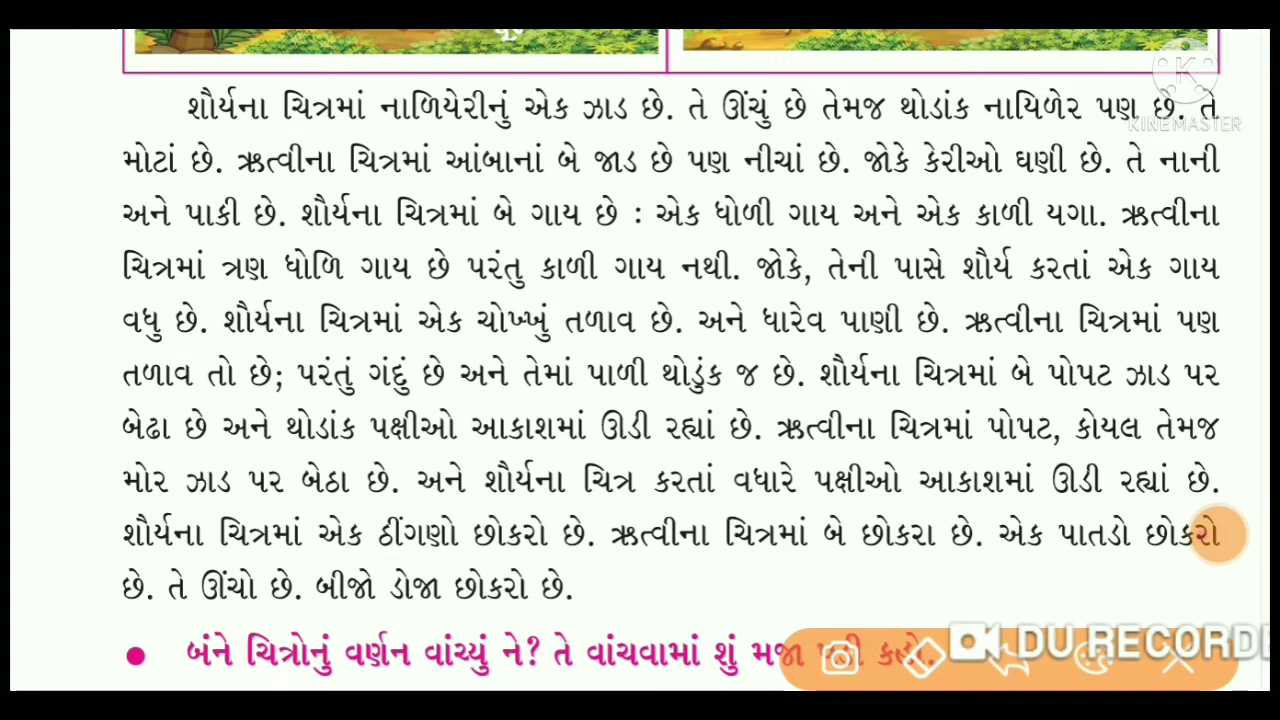 KINEMASTER
શૌર્યના ચિત્રમાં નાળિયેરીનું એક ઝાડ છે. તે ઊંચું છે તેમજ થોડાંક નાયિળેર પણ છે. તે
મોટાં છે. ઋત્વીના ચિત્રમાં આંબાનાં બે જાડ છે પણ નીચાં છે. જોકે કેરીઓ ઘણી છે. તે નાની
અને પાકી છે. શૌર્યના ચિત્રમાં બે ગાય છે : એક ધોળી ગાય અને એક કાળી યગા. ઋત્વીના
ચિત્રમાં ત્રણ ધોળિ ગાય છે પરંતુ કાળી ગાય નથી. જોકે, તેની પાસે શૌર્ય કરતાં એક ગાય
વધુ છે. શૌર્યના ચિત્રમાં એક ચોખ્ખું તળાવ છે. અને ધારેવ પાણી છે. ઋત્વીના ચિત્રમાં પણ
તળાવ તો છે; પરંતું ગંદું છે અને તેમાં પાળી થોડુંક જ છે. શૌર્યના ચિત્રમાં બે પોપટ ઝાડ પર
બેઢા છે અને થોડાંક પક્ષીઓ આકાશમાં ઊડી રહ્યાં છે. ઋત્વીના ચિત્રમાં પોપટ, કોયલ તેમજ
મોર ઝાડ પર બેઠા છે. અને શૌર્યના ચિત્ર કરતાં વધારે પક્ષીઓ આકાશમાં ઊડી રહ્યાં છે.
શૌર્યના ચિત્રમાં એક ઠીંગણો છોકરો છે. ઋત્વીના ચિત્રમાં બે છોકરા છે. એક પાતડો છોકરો
છે. તે ઊંચો છે. બીજો ડોજા છોકરો છે.
● બંને ચિત્રોનું વર્ણન વાંચ્યું ને? તે વાંચવામાં શું મજા કહો.
DU RECORDE